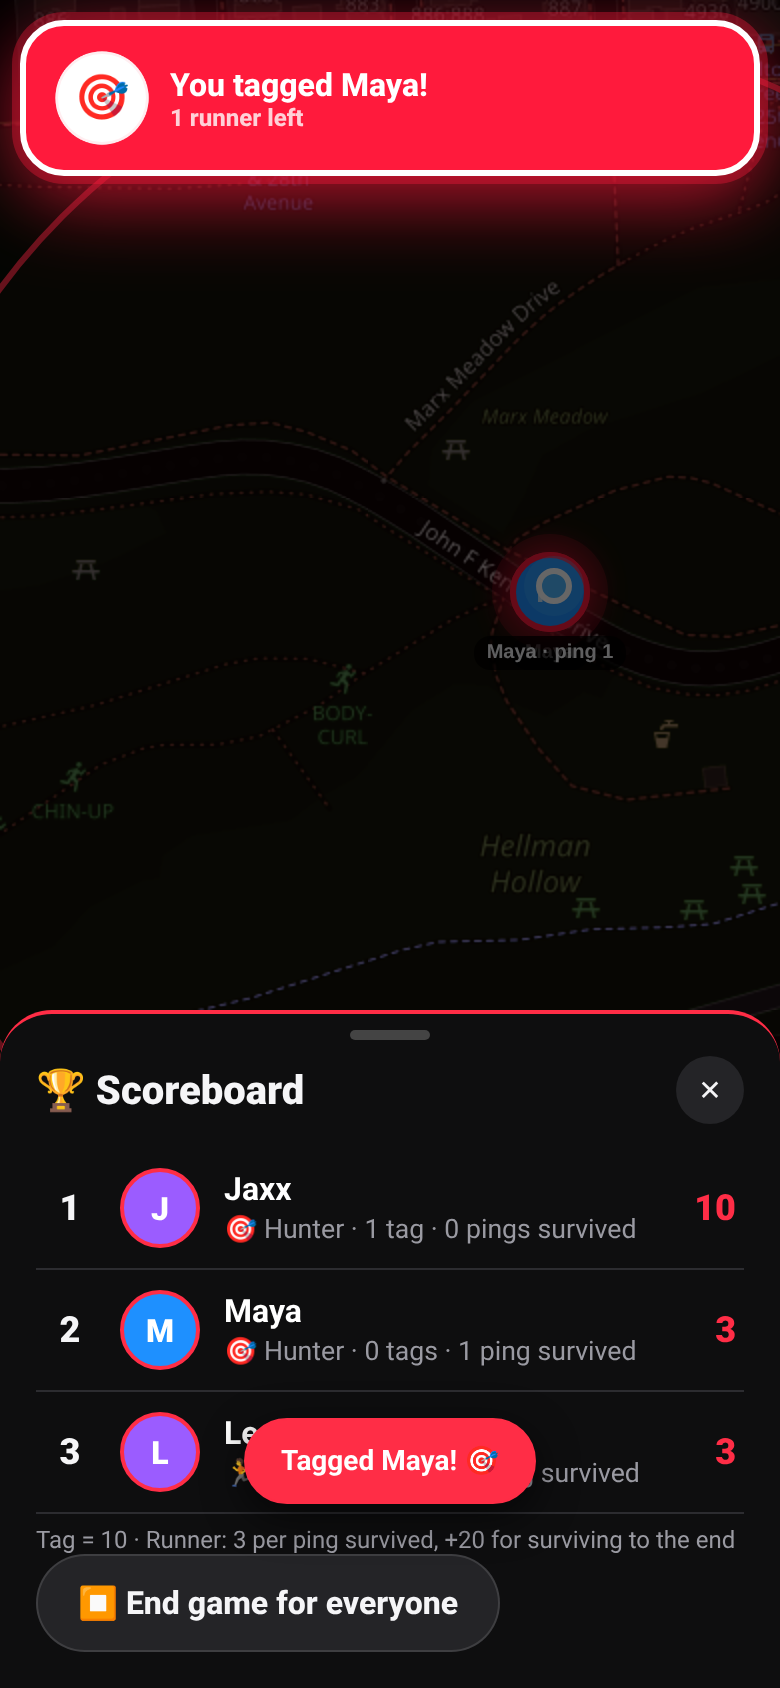 You tagged Maya!
1 runner left
& 28th
Avenue
Marx Meadow Drive
Marx Meadow
John F Ken
Maya · ping 1
BODY-
CURL
CHIN-UP
Hellman
Hollow
🏆 Scoreboard
✕
1
J
Jaxx
🎯 Hunter · 1 tag · 0 pings survived
10
2
M
Maya
🎯 Hunter · 0 tags · 1 ping survived
3
3
L
Le
survived
3
Tagged Maya! 🎯
Tag = 10 · Runner: 3 per ping survived, +20 for surviving to the end
End game for everyone